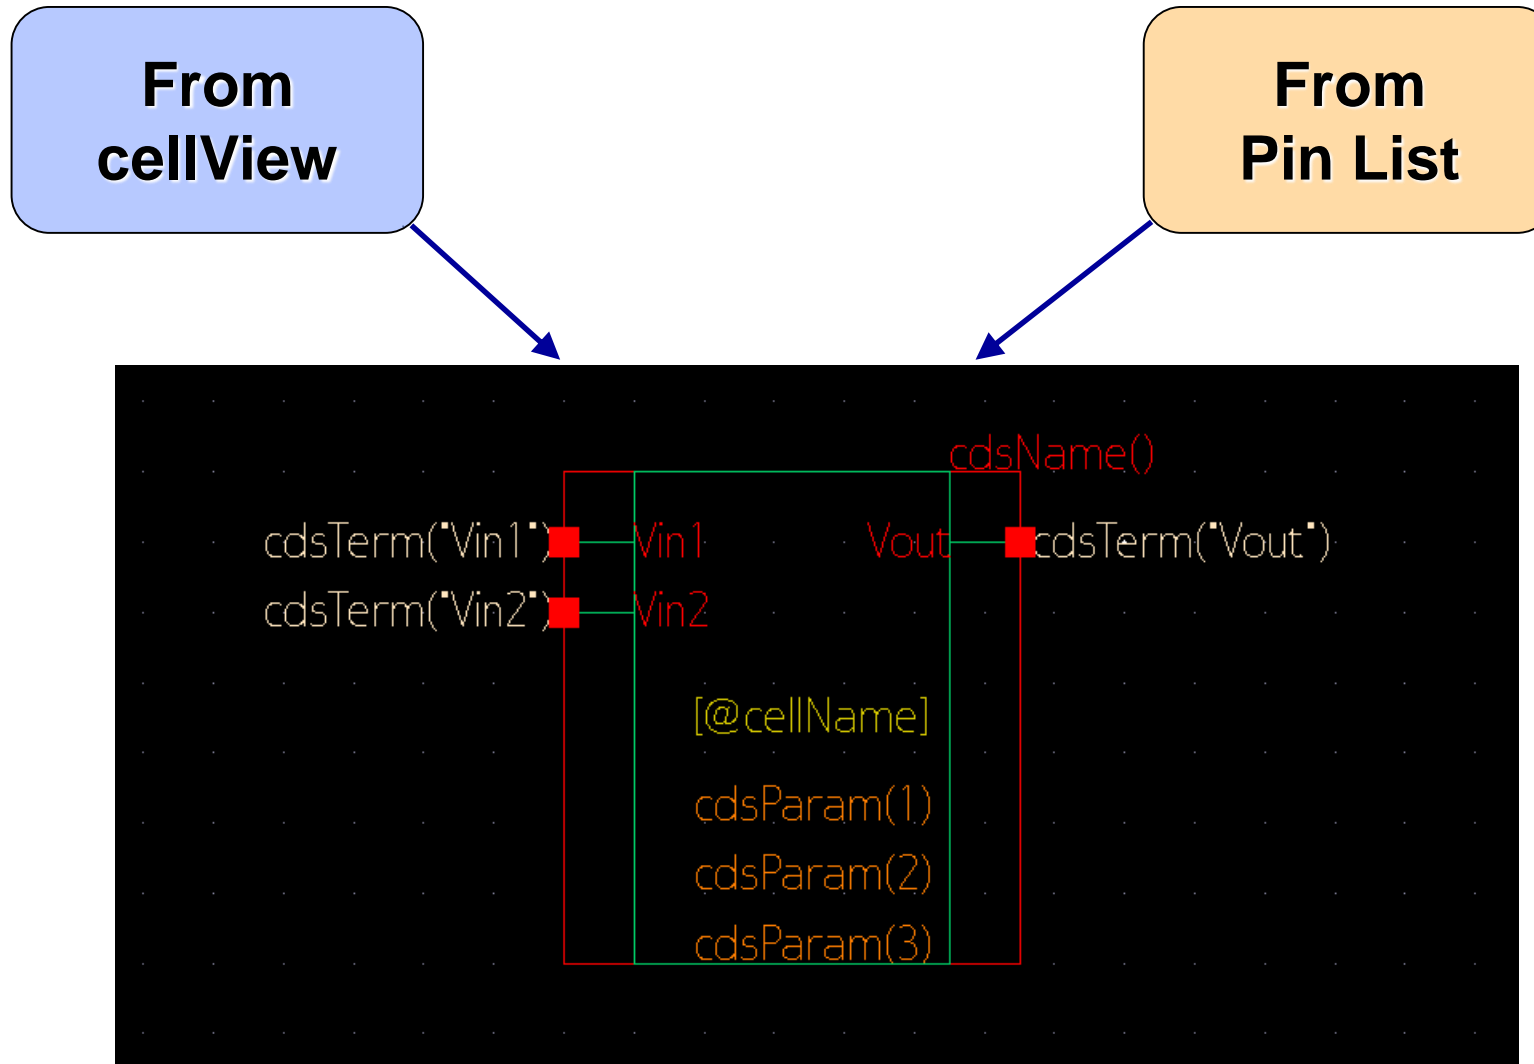 From
cellView
From
Pin List
cdsName()
cdsTerm("Vin1") Vin1 Vout cdsTerm("Vout")
cdsTerm("Vin2") Vin2
[@cellName]
cdsParam(1)
cdsParam(2)
cdsParam(3)